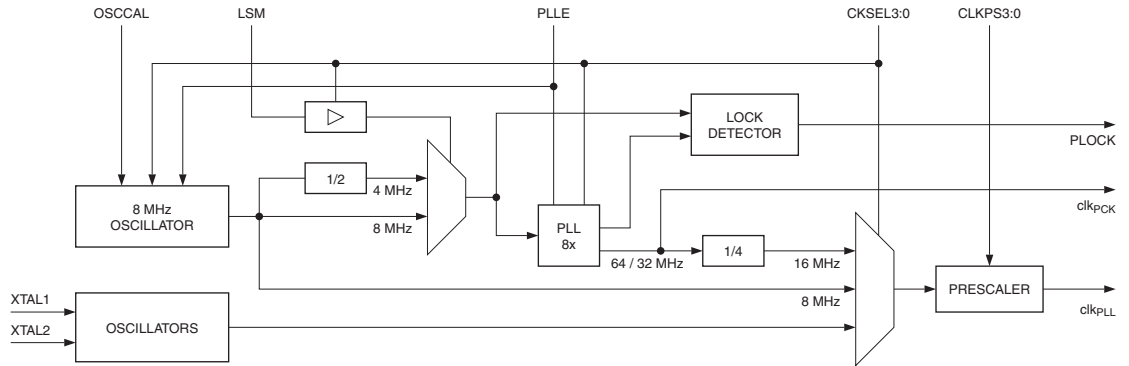 OSCCAL
LSM
PLLE
CKSEL3:0
CLKPS3:0
LOCK
DETECTOR
PLOCK
1/2
4 MHz
8 MHz
OSCILLATOR
8 MHz
PLL
8x
clkPCK
64 / 32 MHz
1/4
16 MHz
8 MHz
PRESCALER
clkPLL
XTAL1
XTAL2
OSCILLATORS